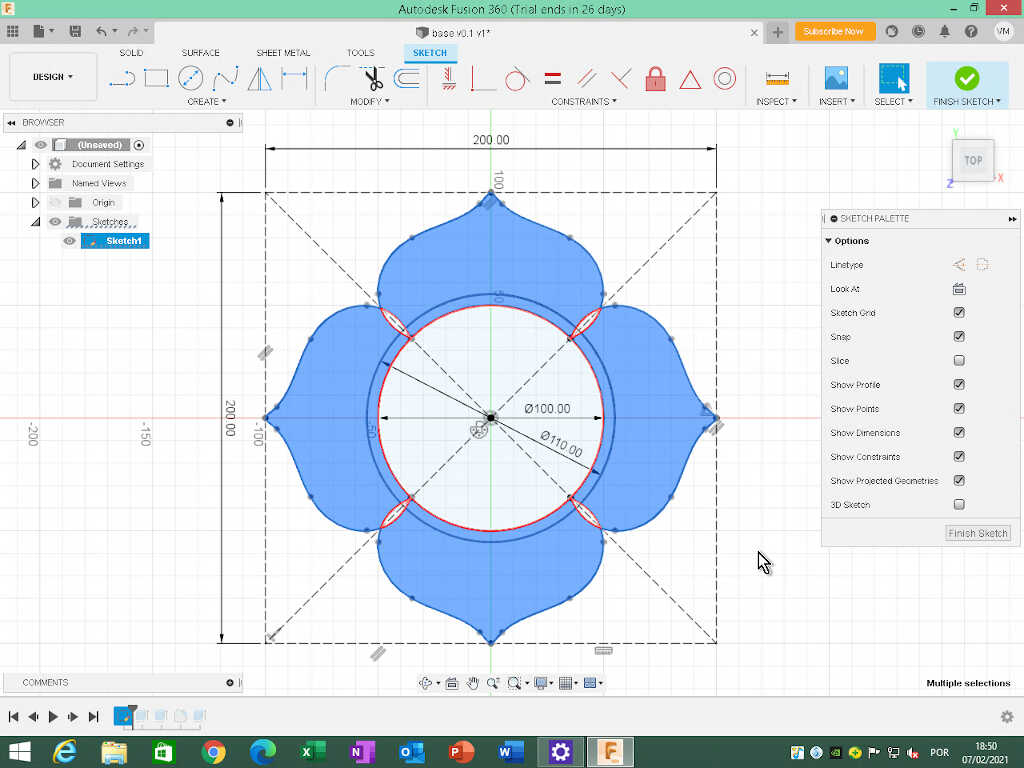 Autodesk Fusion 360 (Trial ends in 26 days)
base v0.1 v1*
Subscribe Now
VM
SOLID SURFACE SHEET METAL TOOLS SKETCH
DESIGN
CREATE MODIFY CONSTRAINTS INSPECT INSERT SELECT FINISH SKETCH
BROWSER
(Unsaved)
Document Settings
Named Views
Origin
Sketches
Sketch1
200.00
200.00
100
50
Ø100.00
Ø110.00
-200
-150
-100
-50
Y
TOP
X
Z
SKETCH PALETTE
Options
Linetype
Look At
Sketch Grid
Snap
Slice
Show Profile
Show Points
Show Dimensions
Show Constraints
Show Projected Geometries
3D Sketch
Finish Sketch
COMMENTS
Multiple selections
POR
18:50
07/02/2021